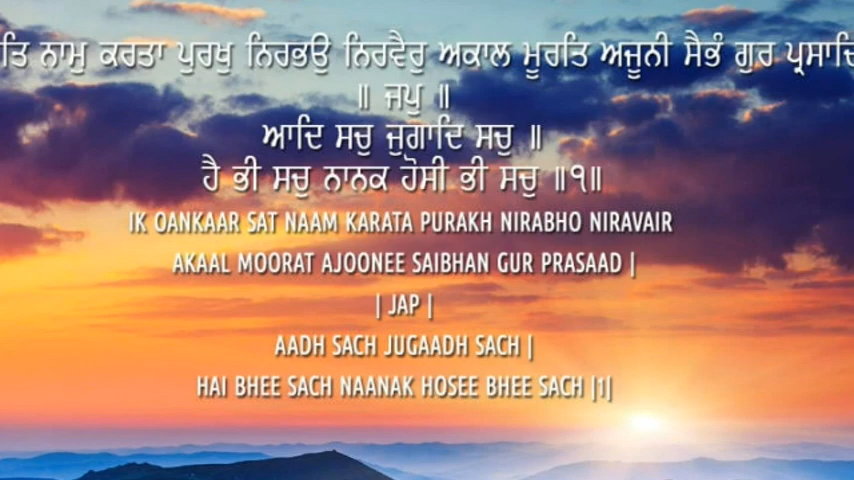 ਤਿ ਨਾਮੁ ਕਰਤਾ ਪੁਰਖੁ ਨਿਰਭਉ ਨਿਰਵੈਰੁ ਅਕਾਲ ਮੂਰਤਿ ਅਜੂਨੀ ਸੈਭੰ ਗੁਰ ਪ੍ਰਸਾਦਿ
॥ ਜਪੁ ॥
ਆਦਿ ਸਚੁ ਜੁਗਾਦਿ ਸਚੁ ॥
ਹੈ ਭੀ ਸਚੁ ਨਾਨਕ ਹੋਸੀ ਭੀ ਸਚੁ ॥੧॥
IK OANKAAR SAT NAAM KARATA PURAKH NIRABHO NIRAVAIR
AKAAL MOORAT AJOONEE SAIBHAN GUR PRASAAD |
| JAP |
AADH SACH JUGAADH SACH |
HAI BHEE SACH NAANAK HOSEE BHEE SACH |1|